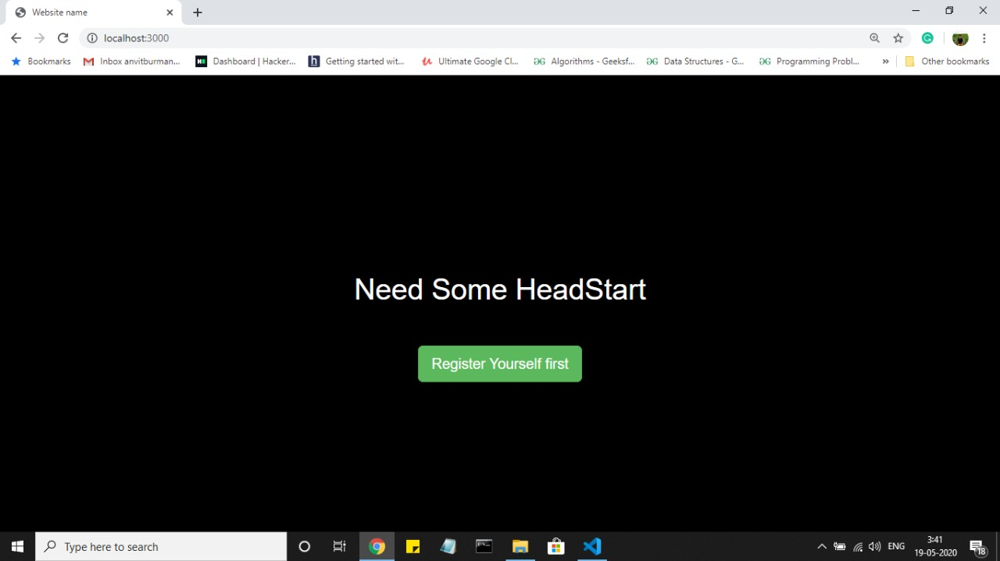 Website name
localhost:3000
Bookmarks
Inbox anvitburman...
Dashboard | Hacker...
Getting started wit...
Ultimate Google Cl...
Algorithms - Geeksf...
Data Structures - G...
Programming Probl...
»
Other bookmarks
Need Some HeadStart
Register Yourself first
Type here to search
ENG
3:41
19-05-2020
18